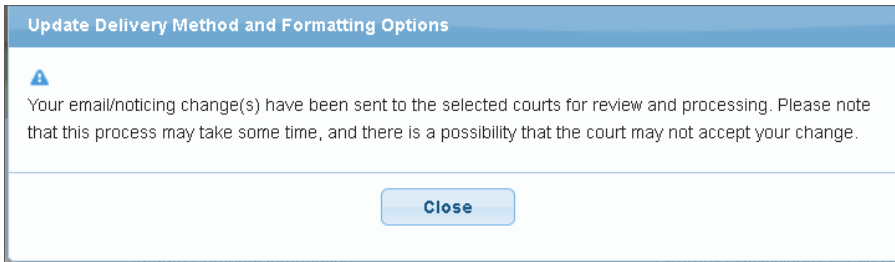 Update Delivery Method and Formatting Options
Your email/noticing change(s) have been sent to the selected courts for review and processing. Please note
that this process may take some time, and there is a possibility that the court may not accept your change.
Close